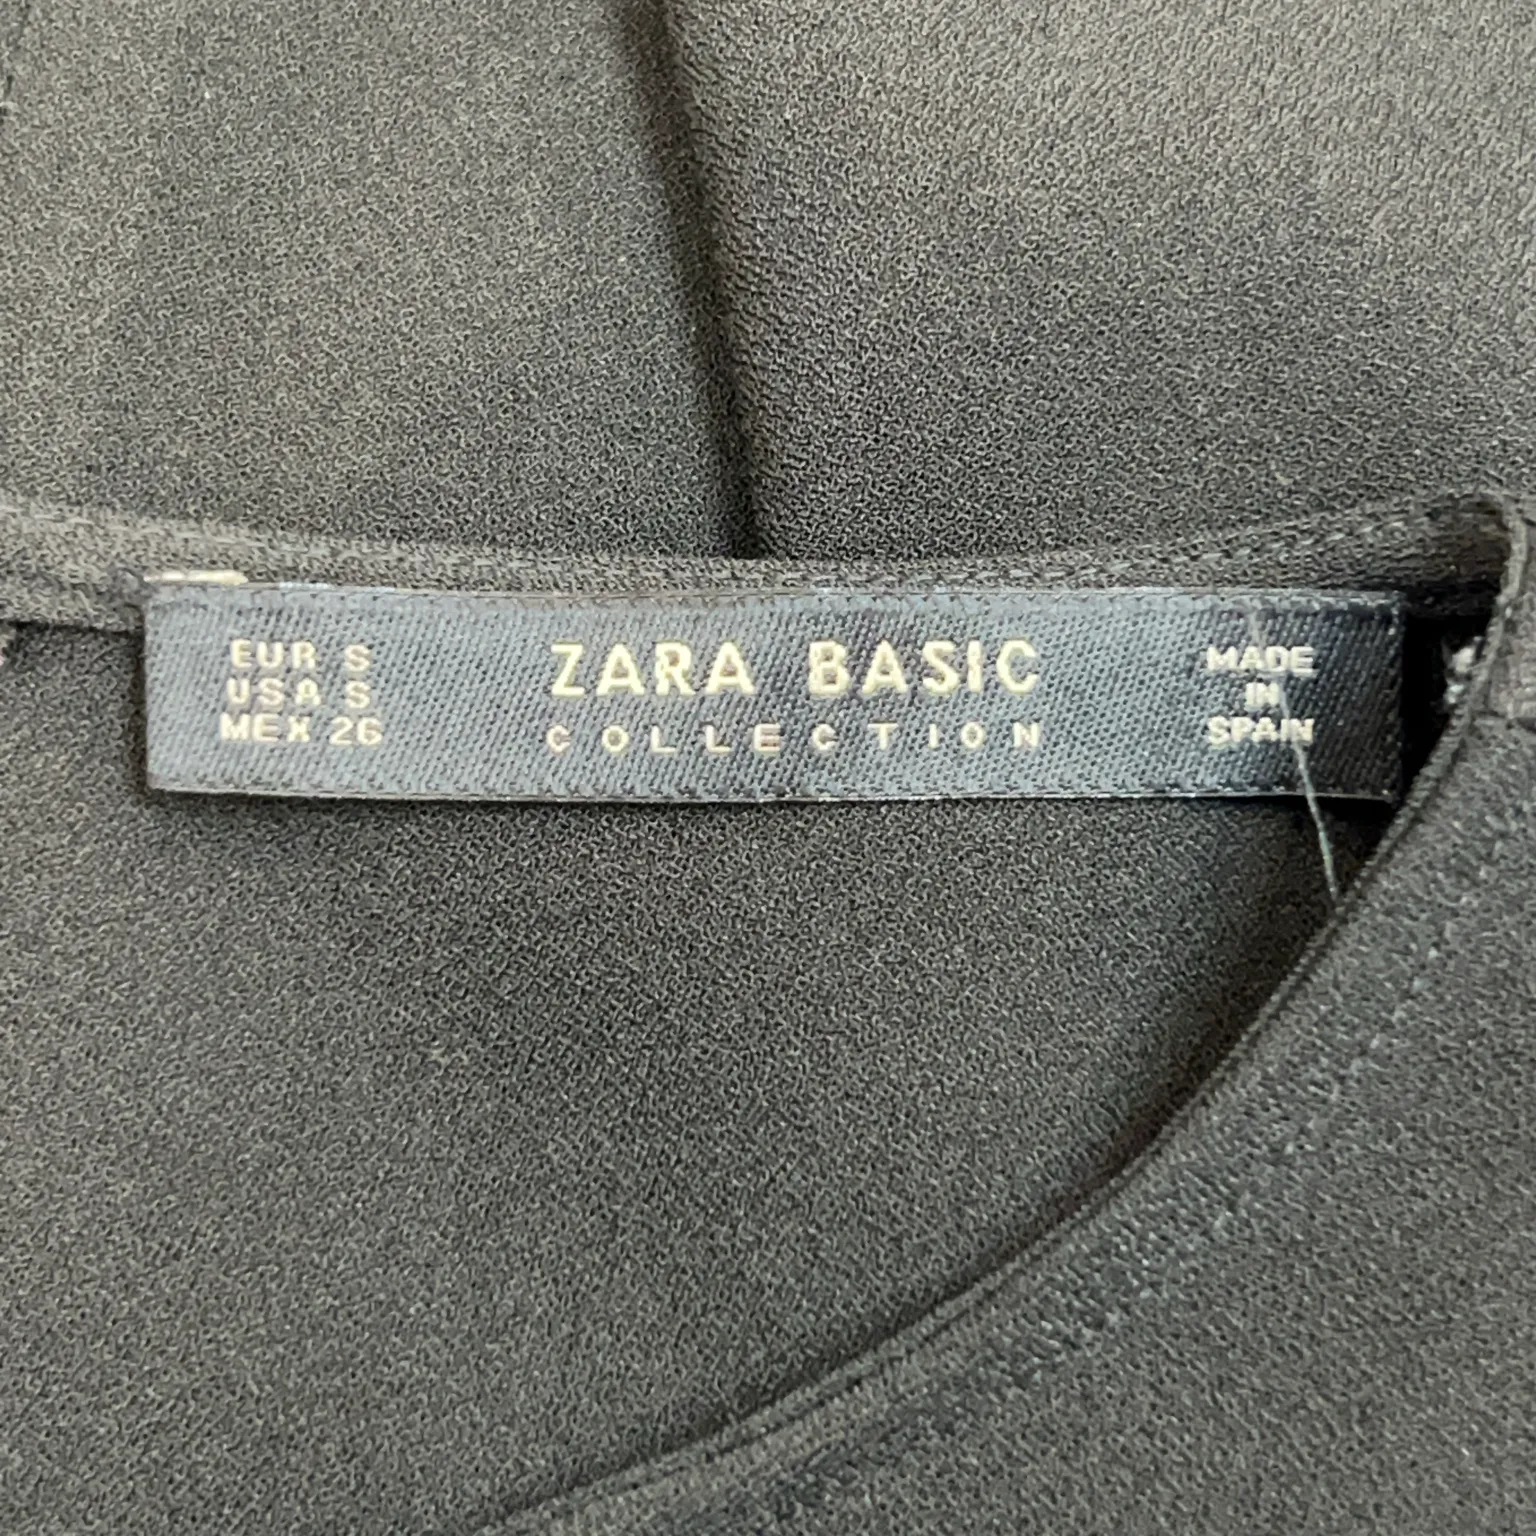 EUR S
USA S
MEX 26
ZARA BASIC
COLLECTION
MADE
IN
SPAIN